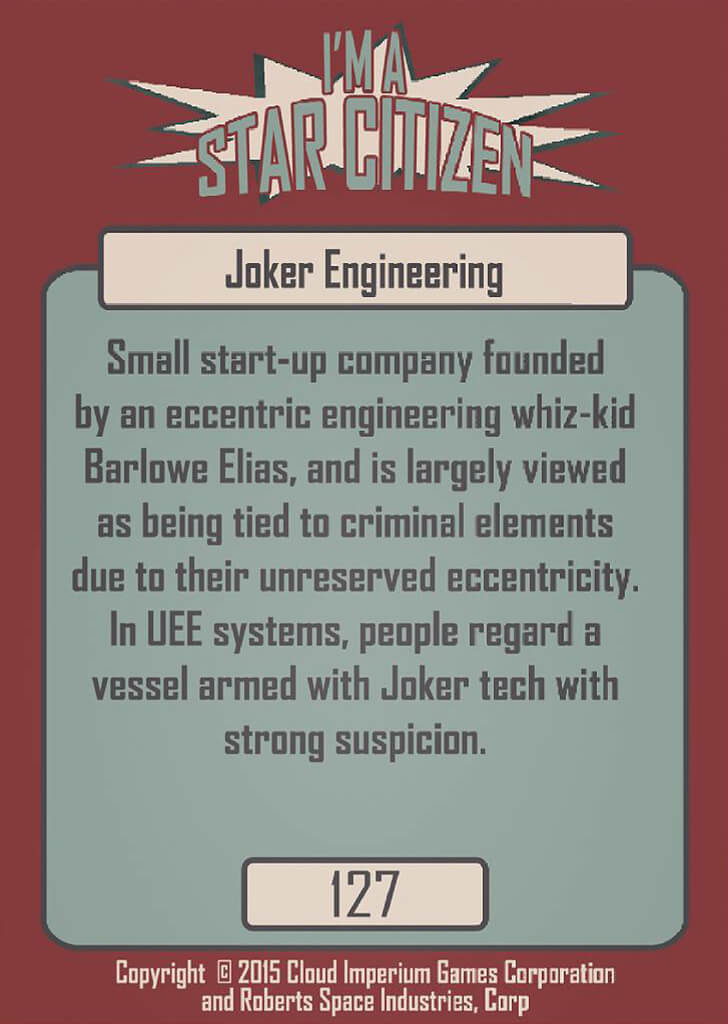 I'M A
STAR CITIZEN
Joker Engineering
Small start-up company founded
by an eccentric engineering whiz-kid
Barlowe Elias, and is largely viewed
as being tied to criminal elements
due to their unreserved eccentricity.
In UEE systems, people regard a
vessel armed with Joker tech with
strong suspicion.
127
Copyright © 2015 Cloud Imperium Games Corporation
and Roberts Space Industries, Corp